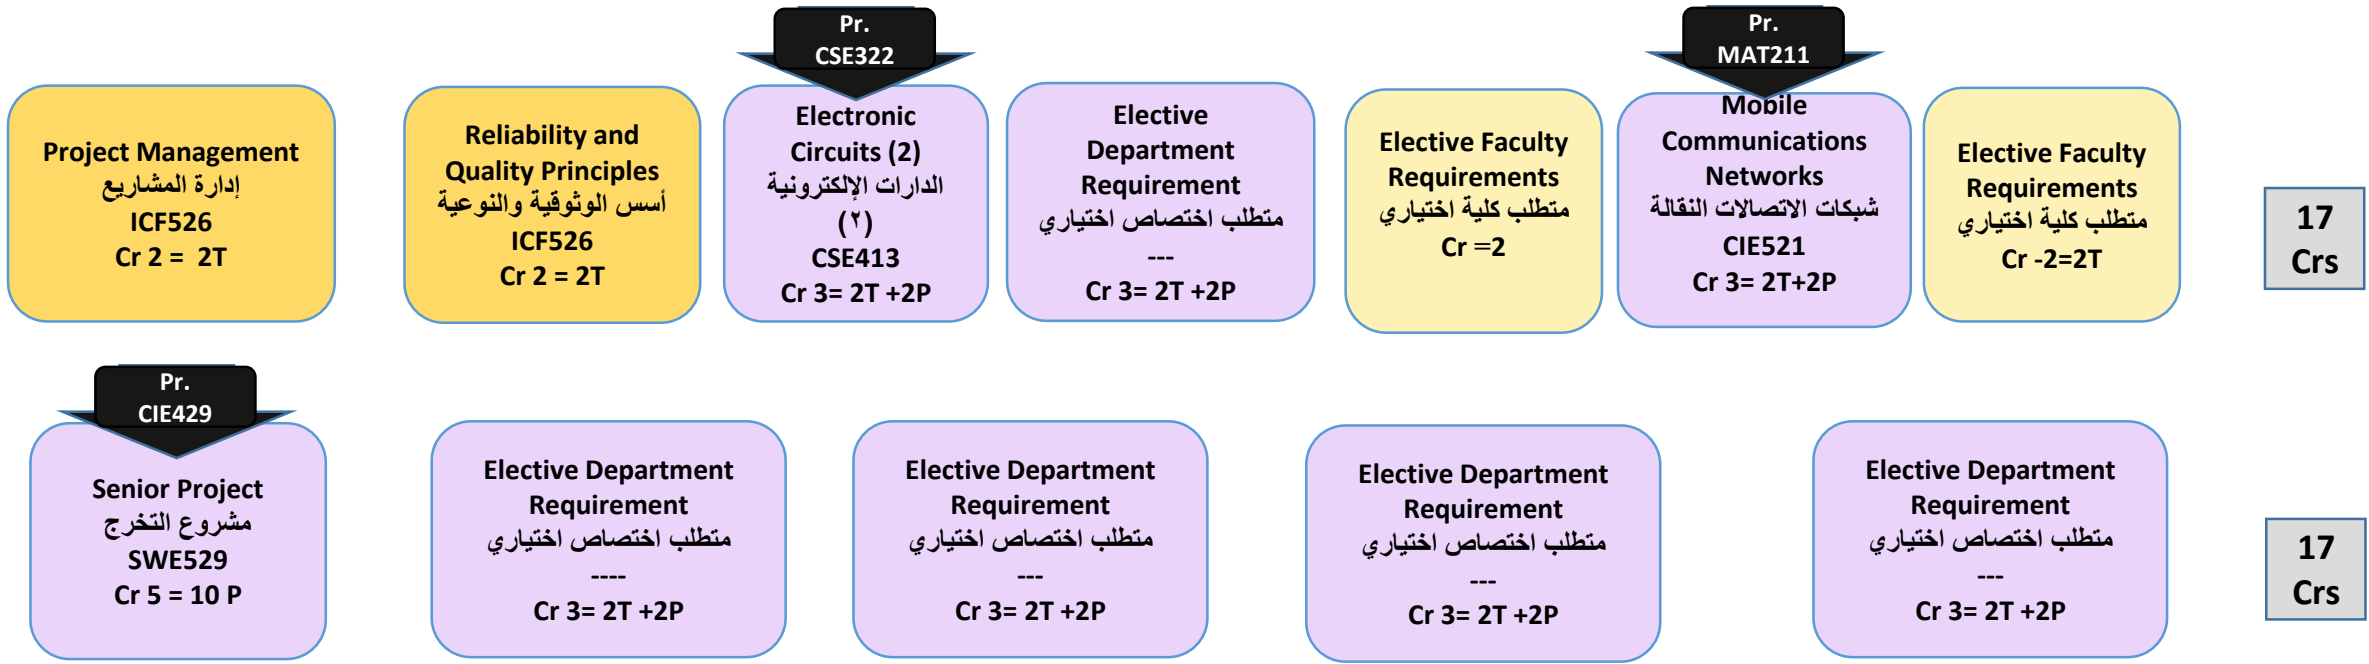 Pr.
CSE322
Pr.
MAT211
Project Management
إدارة المشاريع
ICF526
Cr 2 = 2T
Reliability and
Quality Principles
أسس الوثوقية والنوعية
ICF526
Cr 2 = 2T
Electronic
Circuits (2)
الدارات الإلكترونية
(٢)
CSE413
Cr 3= 2T +2P
Elective
Department
Requirement
متطلب اختصاص اختياري
---
Cr 3= 2T +2P
Elective Faculty
Requirements
متطلب كلية اختياري
Cr =2
Mobile
Communications
Networks
شبكات الاتصالات النقالة
CIE521
Cr 3= 2T+2P
Elective Faculty
Requirements
متطلب كلية اختياري
Cr -2=2T
17
Crs
Pr.
CIE429
Senior Project
مشروع التخرج
SWE529
Cr 5 = 10 P
Elective Department
Requirement
متطلب اختصاص اختياري
----
Cr 3= 2T +2P
Elective Department
Requirement
متطلب اختصاص اختياري
---
Cr 3= 2T +2P
Elective Department
Requirement
متطلب اختصاص اختياري
---
Cr 3= 2T +2P
Elective Department
Requirement
متطلب اختصاص اختياري
---
Cr 3= 2T +2P
17
Crs